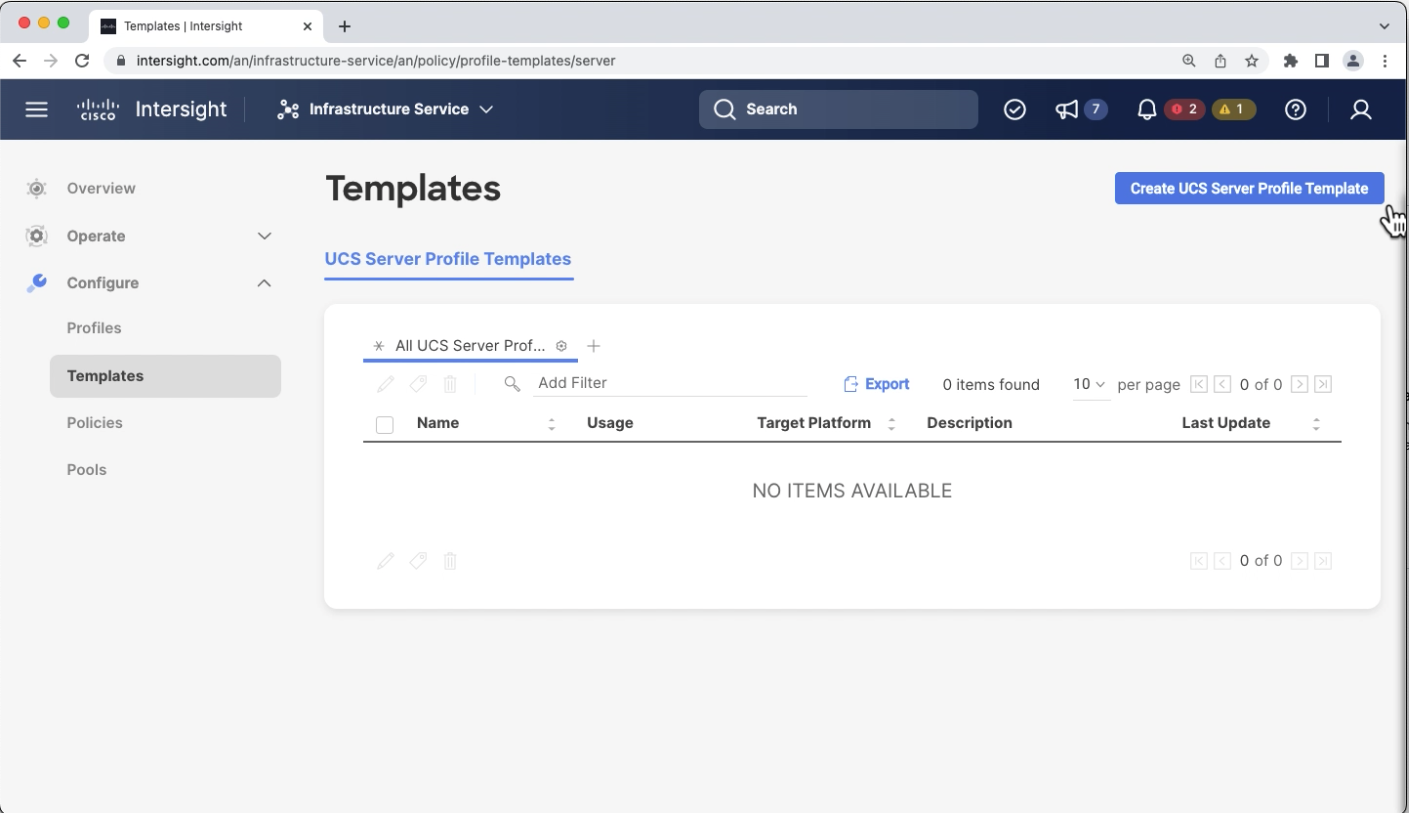 Templates | Intersight
intersight.com/an/infrastructure-service/an/policy/profile-templates/server
cisco Intersight Infrastructure Service Search 7 2 1
Overview
Operate
Configure
Profiles
Templates
Policies
Pools
Templates
Create UCS Server Profile Template
UCS Server Profile Templates
All UCS Server Prof...
Add Filter Export 0 items found 10 per page 0 of 0
Name Usage Target Platform Description Last Update
NO ITEMS AVAILABLE
0 of 0